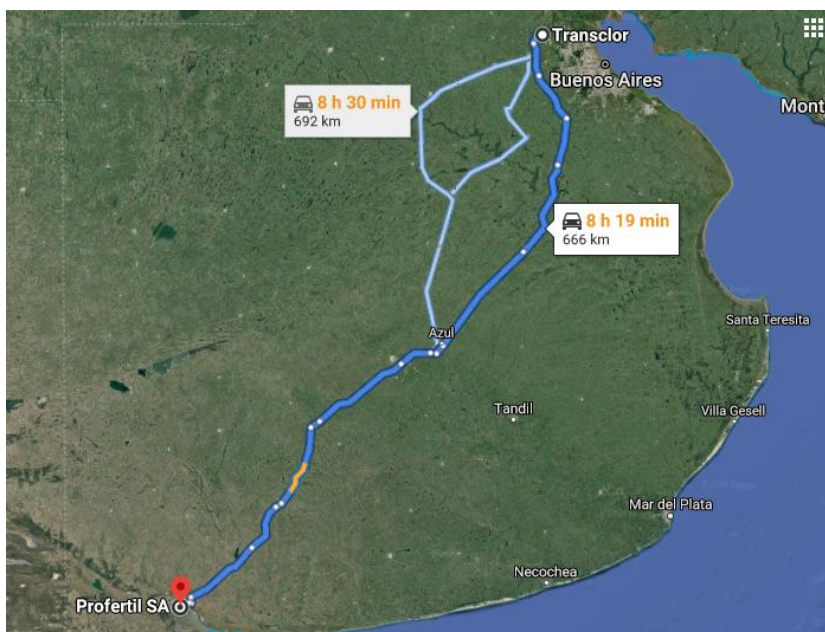 Transclor
Buenos Aires
Mont
8 h 30 min
692 km
8 h 19 min
666 km
Azul
Santa Teresita
Tandil
Villa Gesell
Mar del Plata
Necochea
Profertil SA